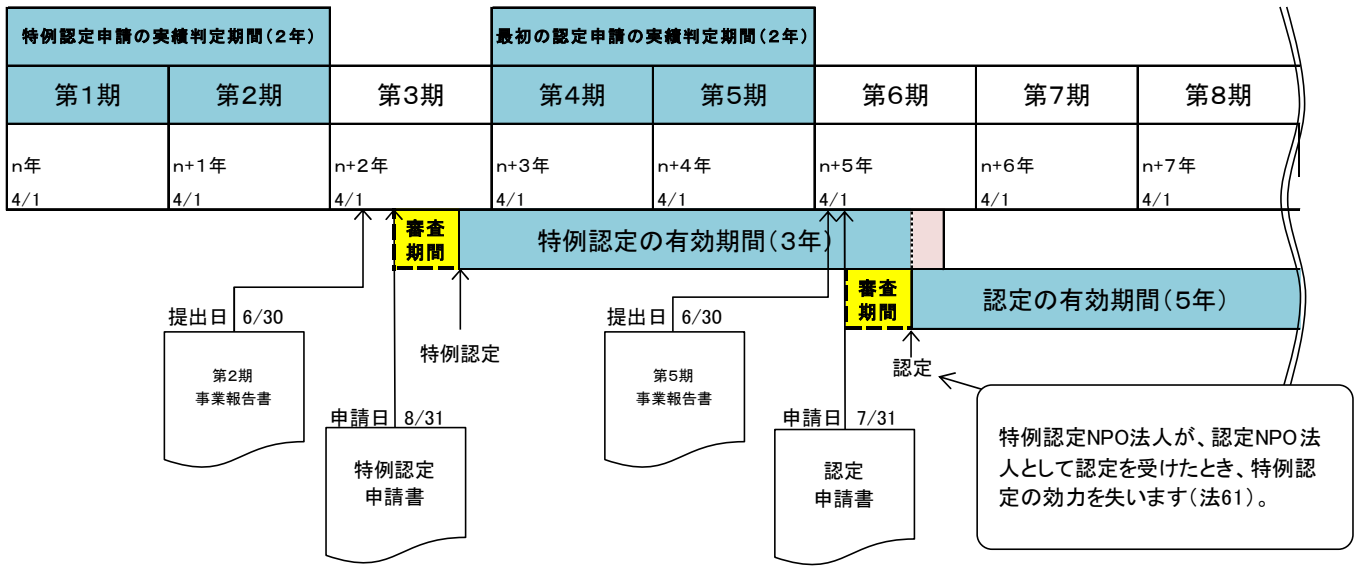 特例認定申請の実績判定期間(2年)
最初の認定申請の実績判定期間(2年)
第1期
第2期
第3期
第4期
第5期
第6期
第7期
第8期
n年
n+1年
n+2年
n+3年
n+4年
n+5年
n+6年
n+7年
4/1
4/1
4/1
4/1
4/1
4/1
4/1
4/1
審査
期間
特例認定の有効期間(3年)
審査
期間
認定の有効期間(5年)
提出日 6/30
提出日 6/30
特例認定
認定
第2期
事業報告書
第5期
事業報告書
申請日 8/31
申請日 7/31
特例認定
申請書
認定
申請書
特例認定NPO法人が、認定NPO法
人として認定を受けたとき、特例認
定の効力を失います(法61)。